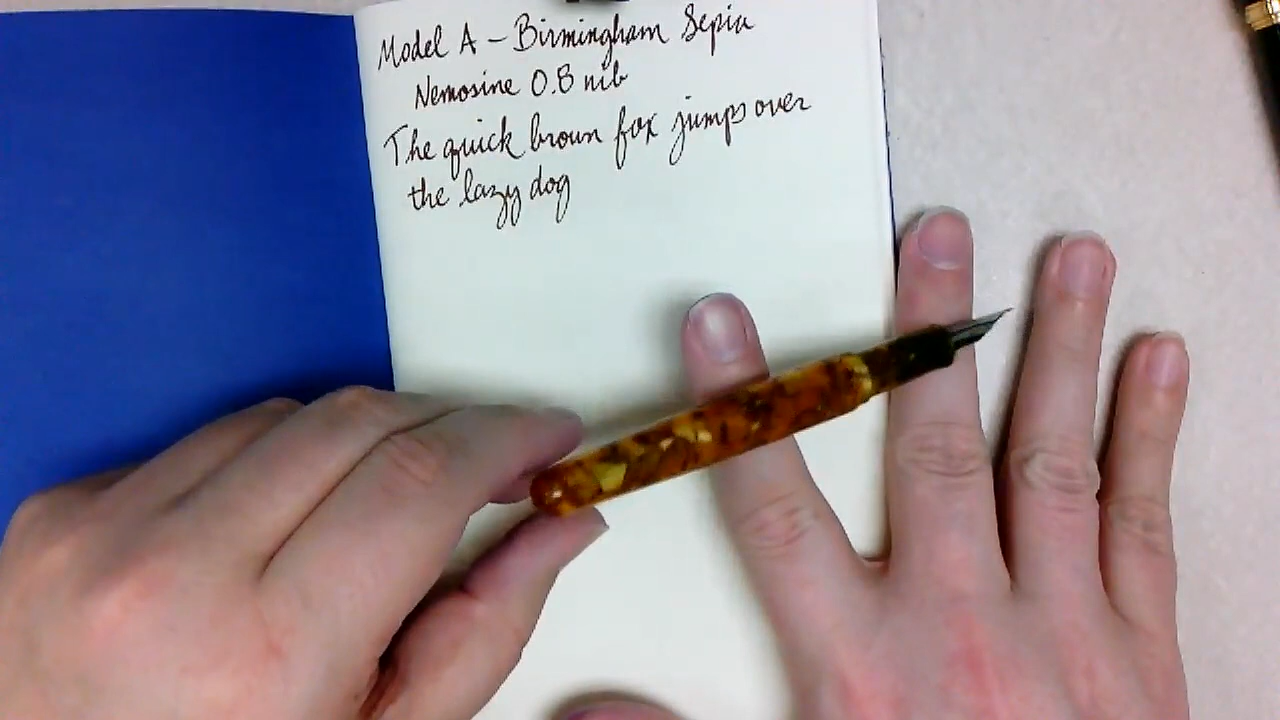 Model A - Birmingham Sepia
Nemosine 0.8 nib
The quick brown fox jumps over
the lazy dog